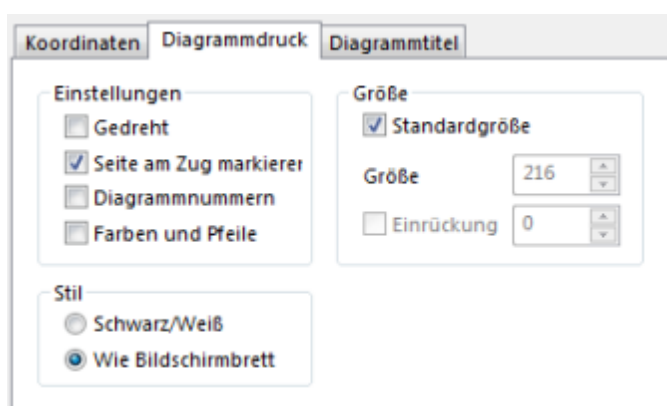 Koordinaten Diagrammdruck Diagrammtitel
Einstellungen
Gedreht
Seite am Zug markierer
Diagrammnummern
Farben und Pfeile
Größe
Standardgröße
Größe 216
Einrückung 0
Stil
Schwarz/Weiß
Wie Bildschirmbrett